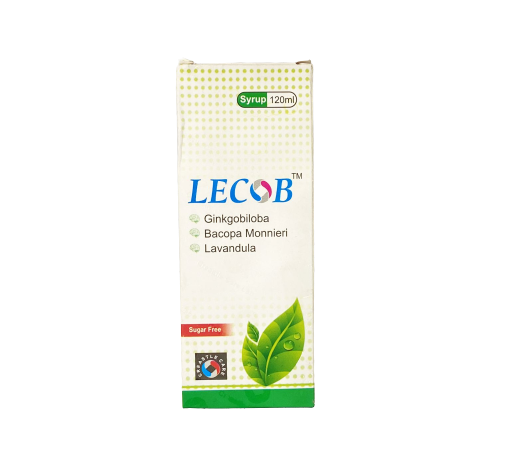 Syrup 120ml
LECOB™
Ginkgobiloba
Bacopa Monnieri
Lavandula
Sugar Free